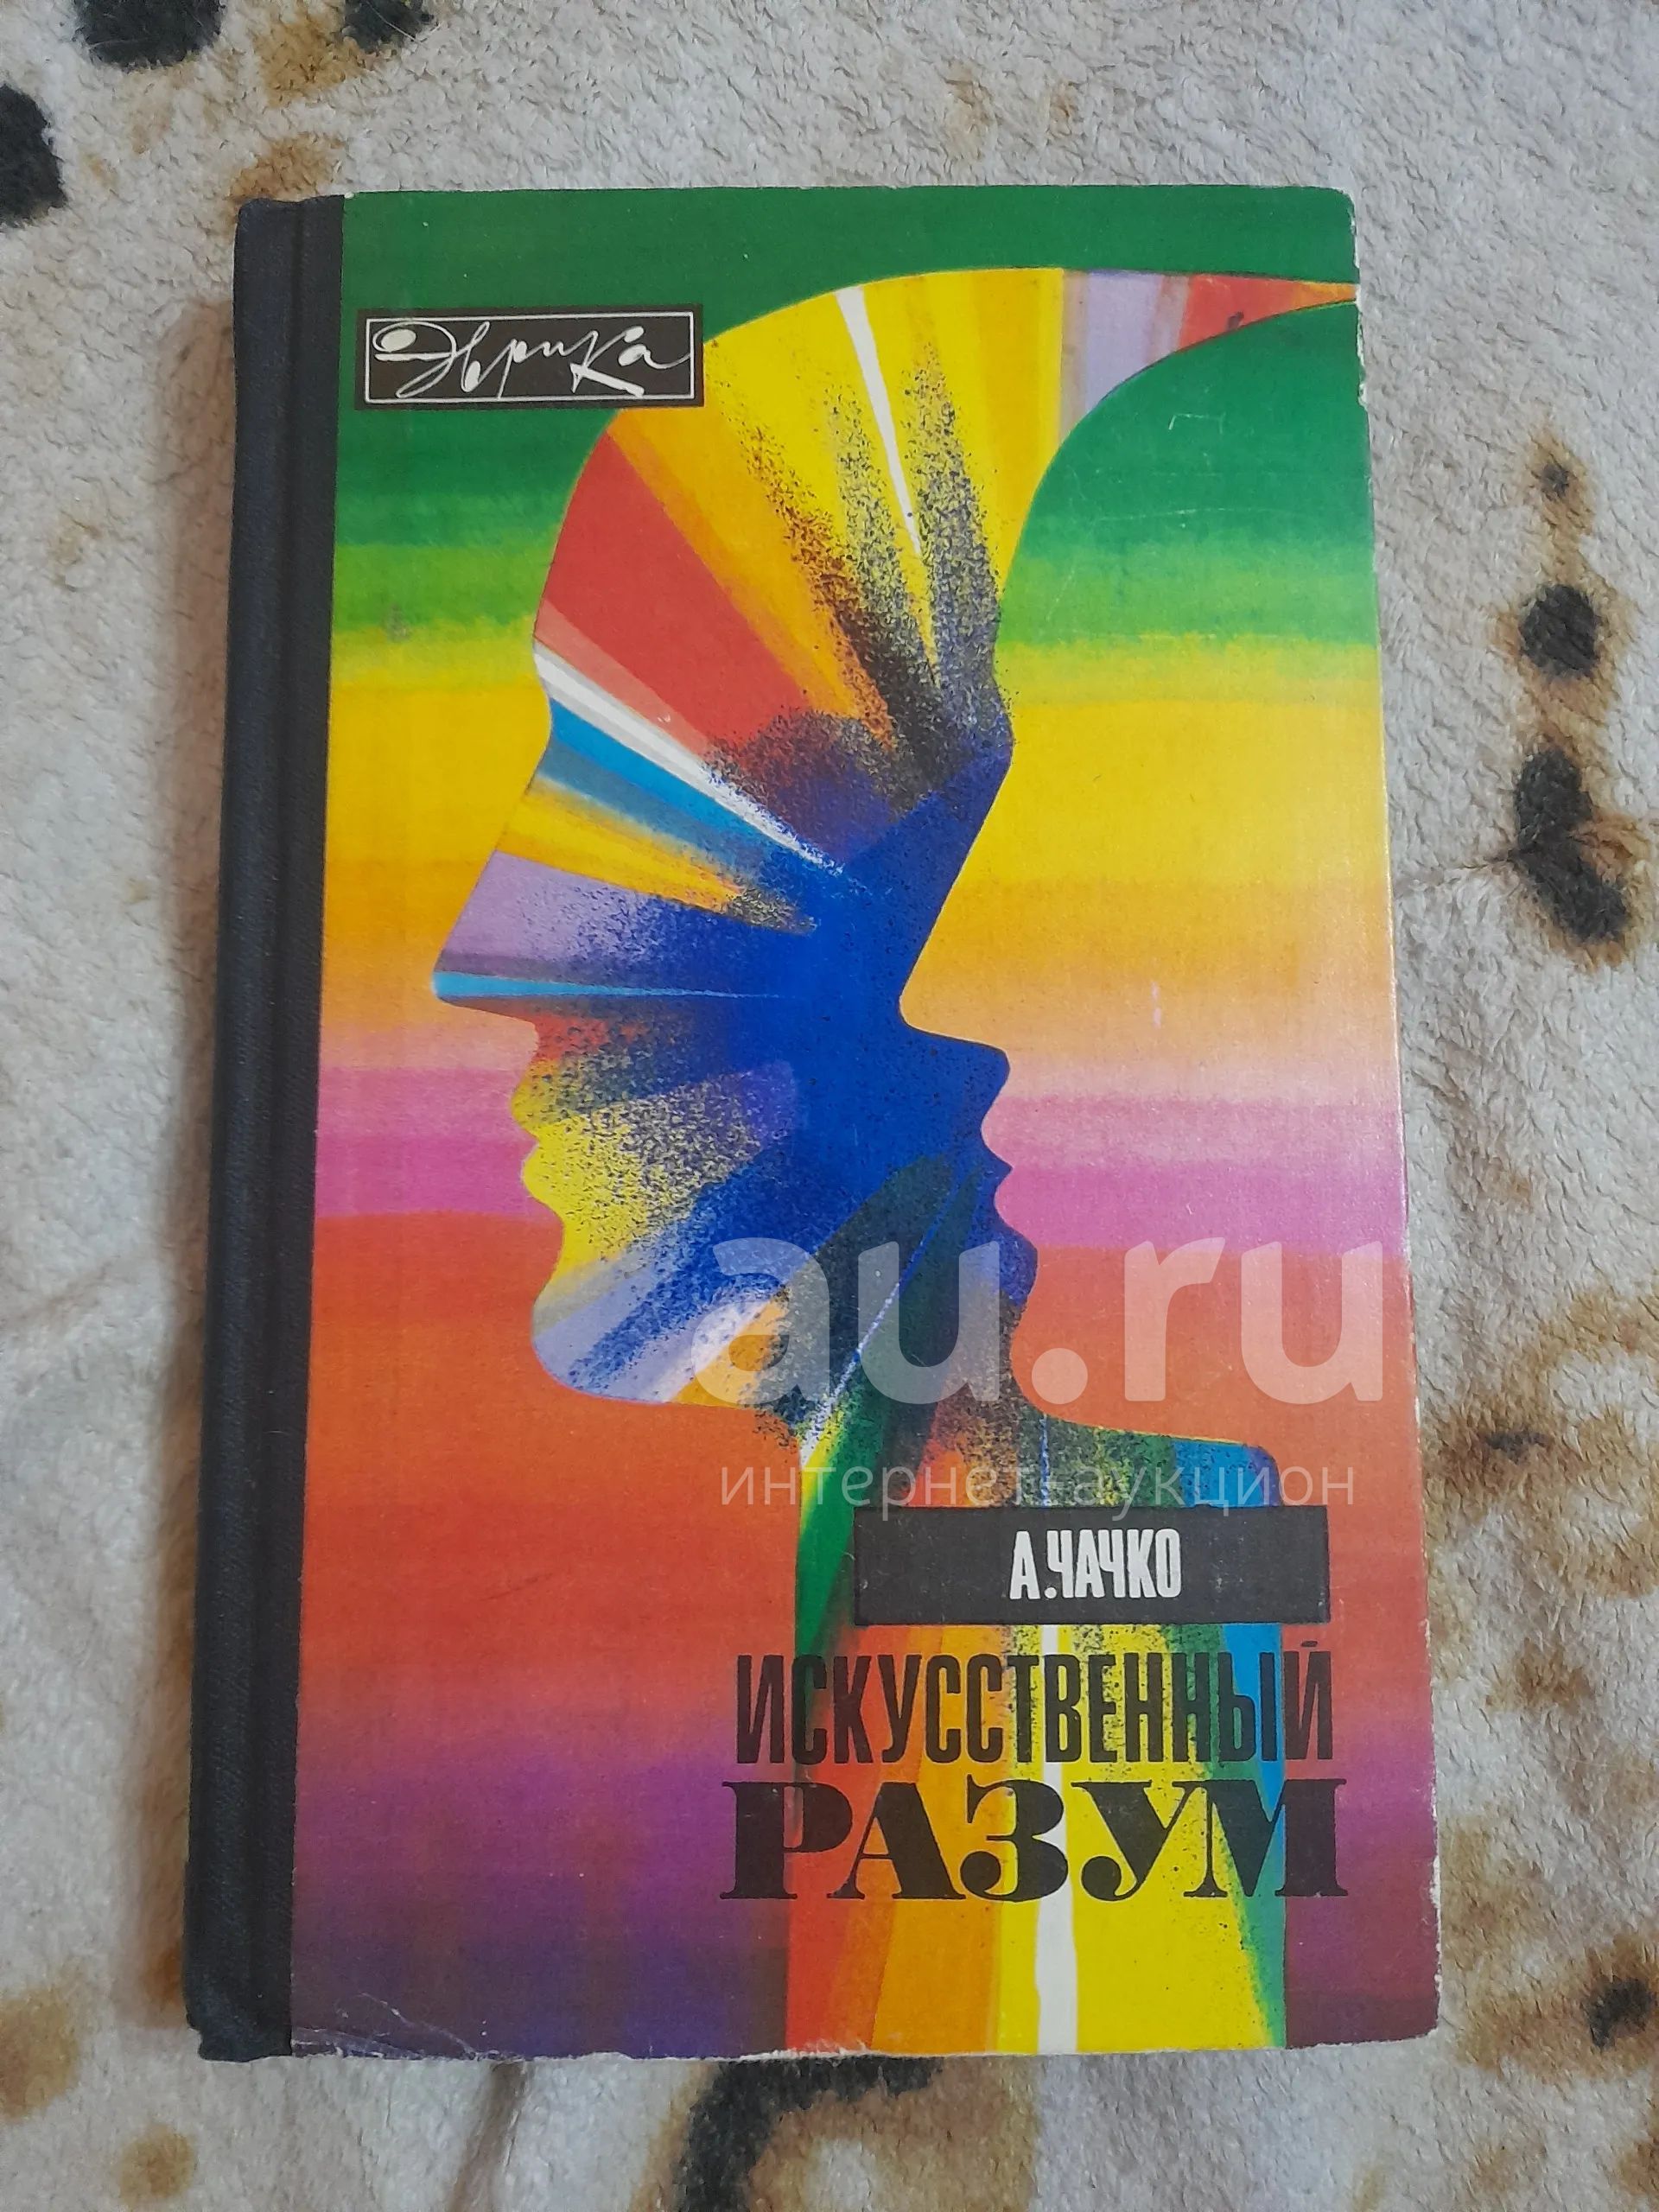 Эврика
au.ru
интернет-аукцион
А.ЧАЧКО
ИСКУССТВЕННЫЙ
РАЗУМ